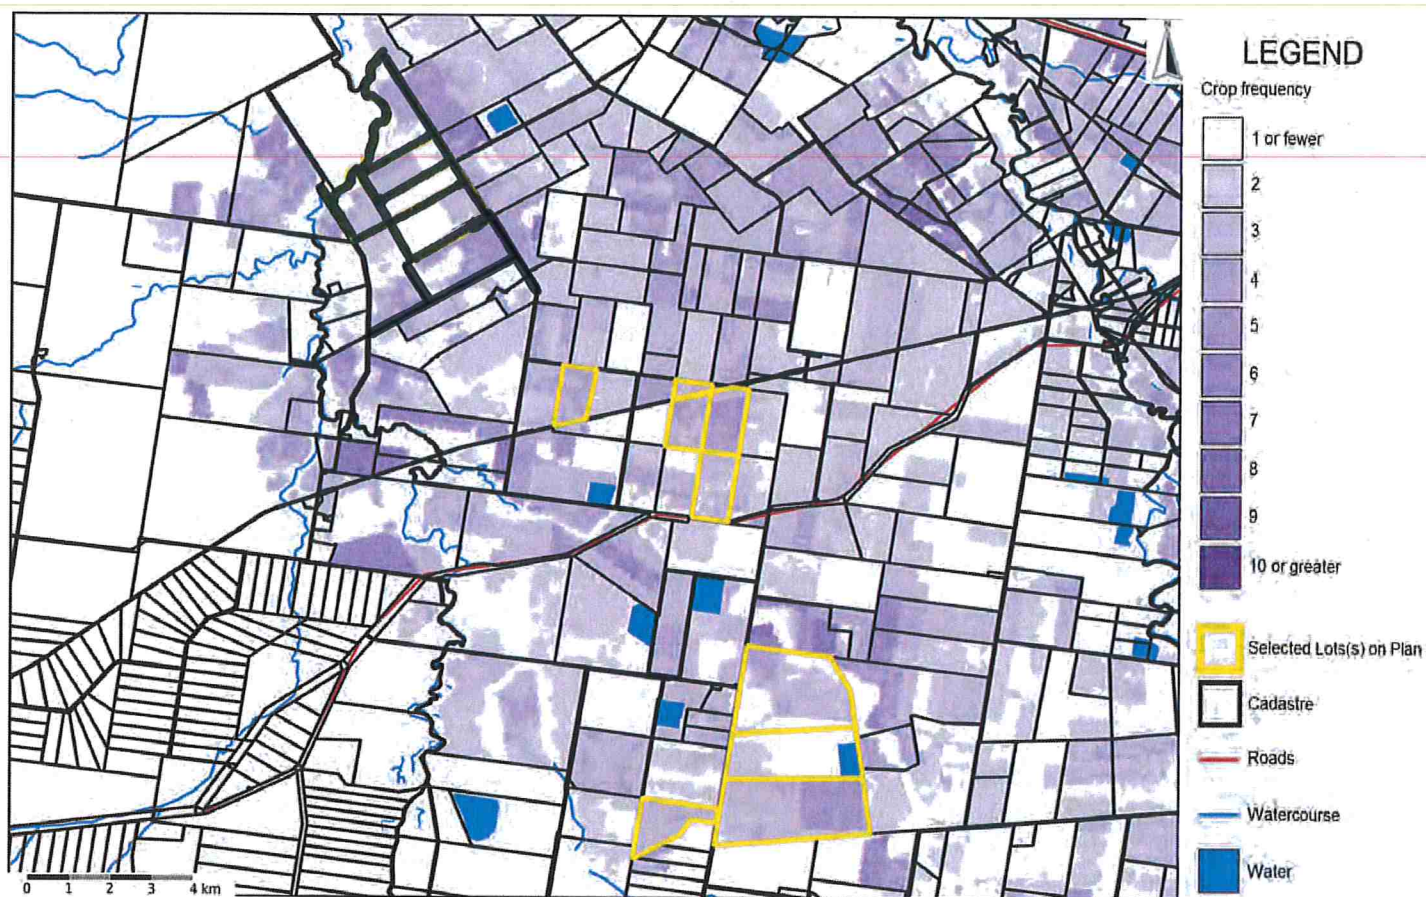 N
LEGEND
Crop frequency
1 or fewer
2
3
4
5
6
7
8
9
10 or greater
Selected Lots(s) on Plan
Cadastre
Roads
Watercourse
Water
0 1 2 3 4 km